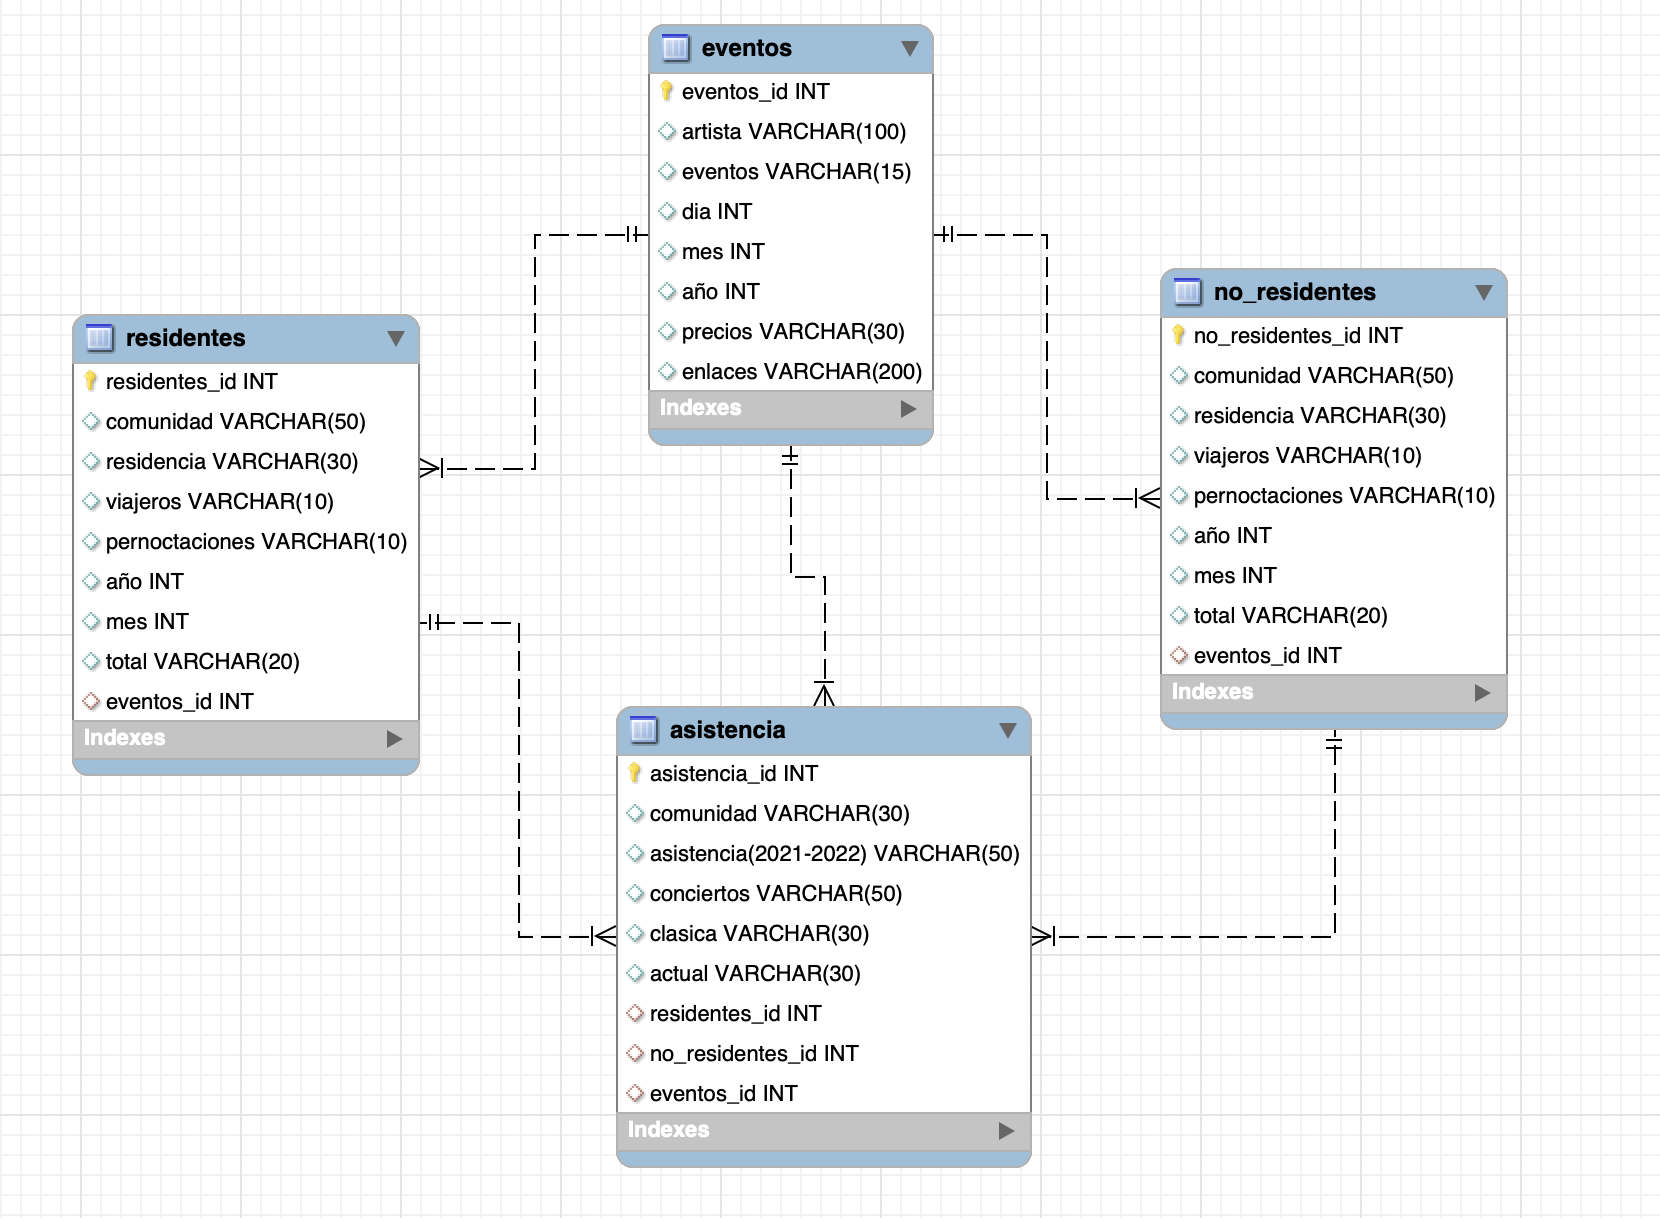 eventos
eventos_id INT
artista VARCHAR(100)
eventos VARCHAR(15)
dia INT
mes INT
año INT
precios VARCHAR(30)
enlaces VARCHAR(200)
Indexes
residentes
residentes_id INT
comunidad VARCHAR(50)
residencia VARCHAR(30)
viajeros VARCHAR(10)
pernoctaciones VARCHAR(10)
año INT
mes INT
total VARCHAR(20)
eventos_id INT
Indexes
no_residentes
no_residentes_id INT
comunidad VARCHAR(50)
residencia VARCHAR(30)
viajeros VARCHAR(10)
pernoctaciones VARCHAR(10)
año INT
mes INT
total VARCHAR(20)
eventos_id INT
Indexes
asistencia
asistencia_id INT
comunidad VARCHAR(30)
asistencia(2021-2022) VARCHAR(50)
conciertos VARCHAR(50)
clasica VARCHAR(30)
actual VARCHAR(30)
residentes_id INT
no_residentes_id INT
eventos_id INT
Indexes